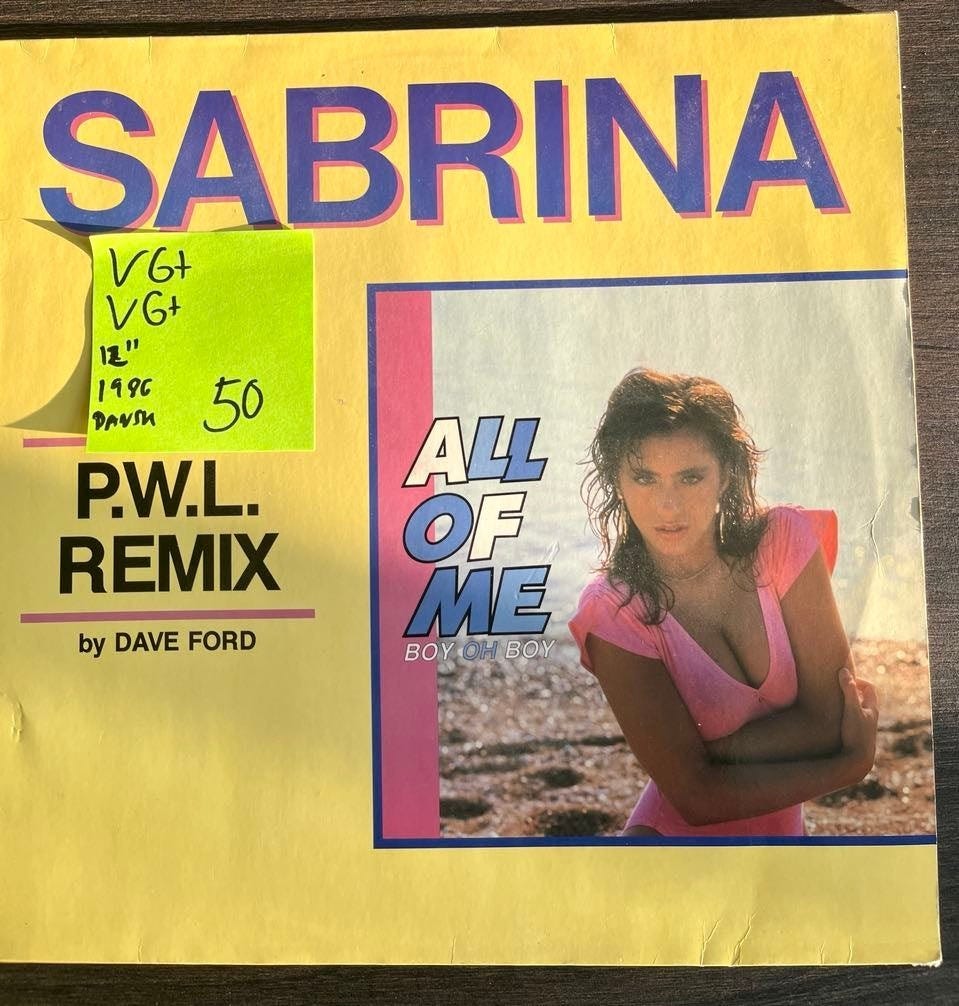 SABRINA
VG+
VG+
12"
1986
DANSK
50
P.W.L.
REMIX
by DAVE FORD
ALL
OF
ME
BOY OH BOY